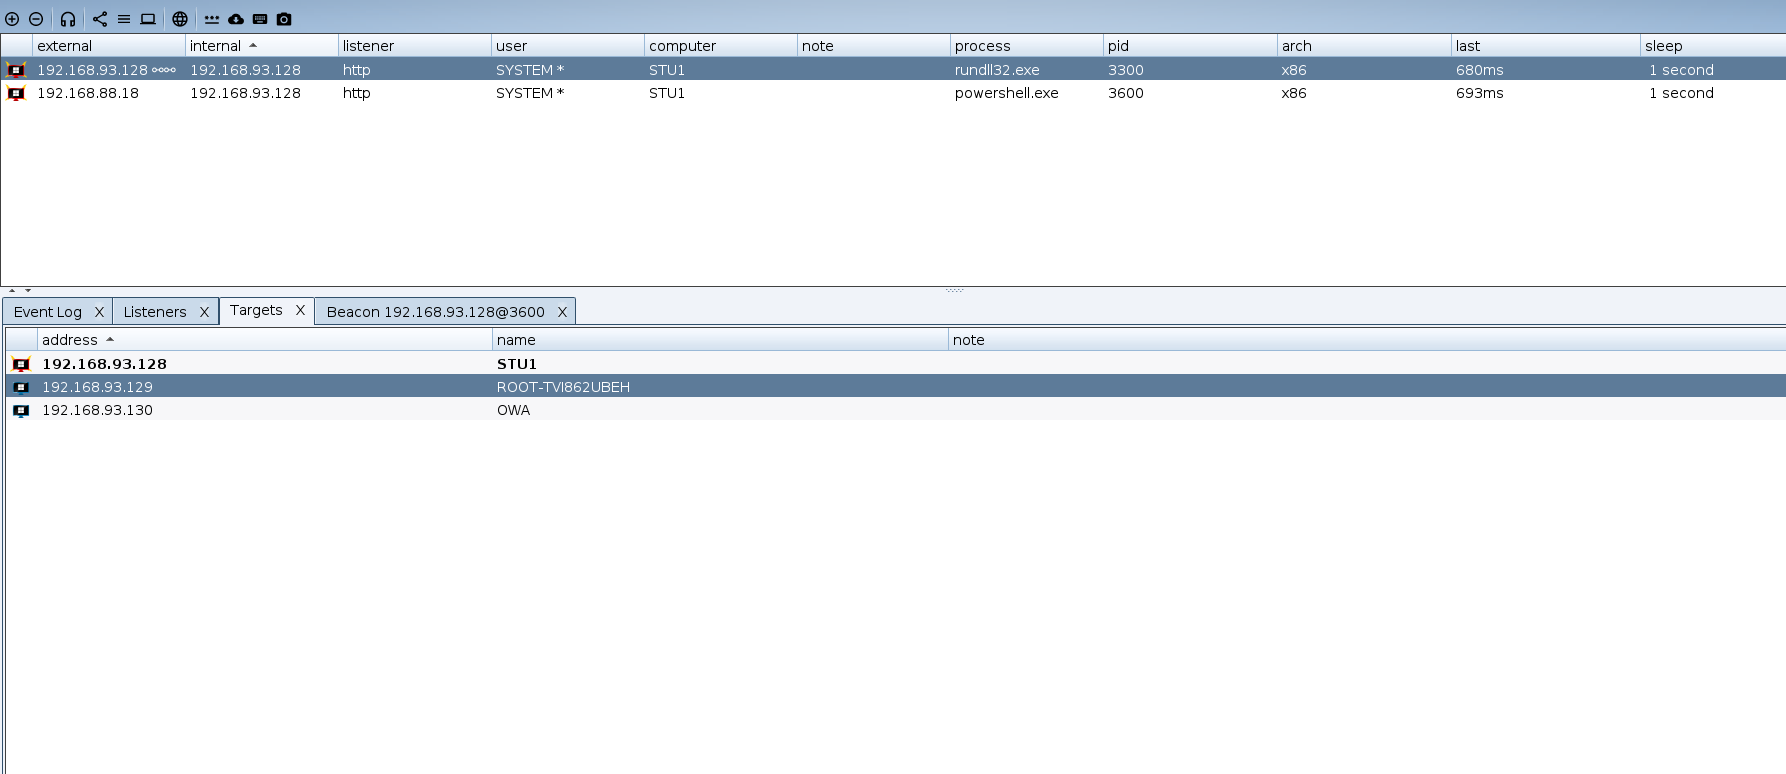 external internal listener user computer note process pid arch last sleep
192.168.93.128 192.168.93.128 http SYSTEM * STU1 rundll32.exe 3300 x86 680ms 1 second
192.168.88.18 192.168.93.128 http SYSTEM * STU1 powershell.exe 3600 x86 693ms 1 second
Event Log X Listeners X Targets X Beacon 192.168.93.128@3600 X
address name note
192.168.93.128 STU1
192.168.93.129 ROOT-TVI862UBEH
192.168.93.130 OWA